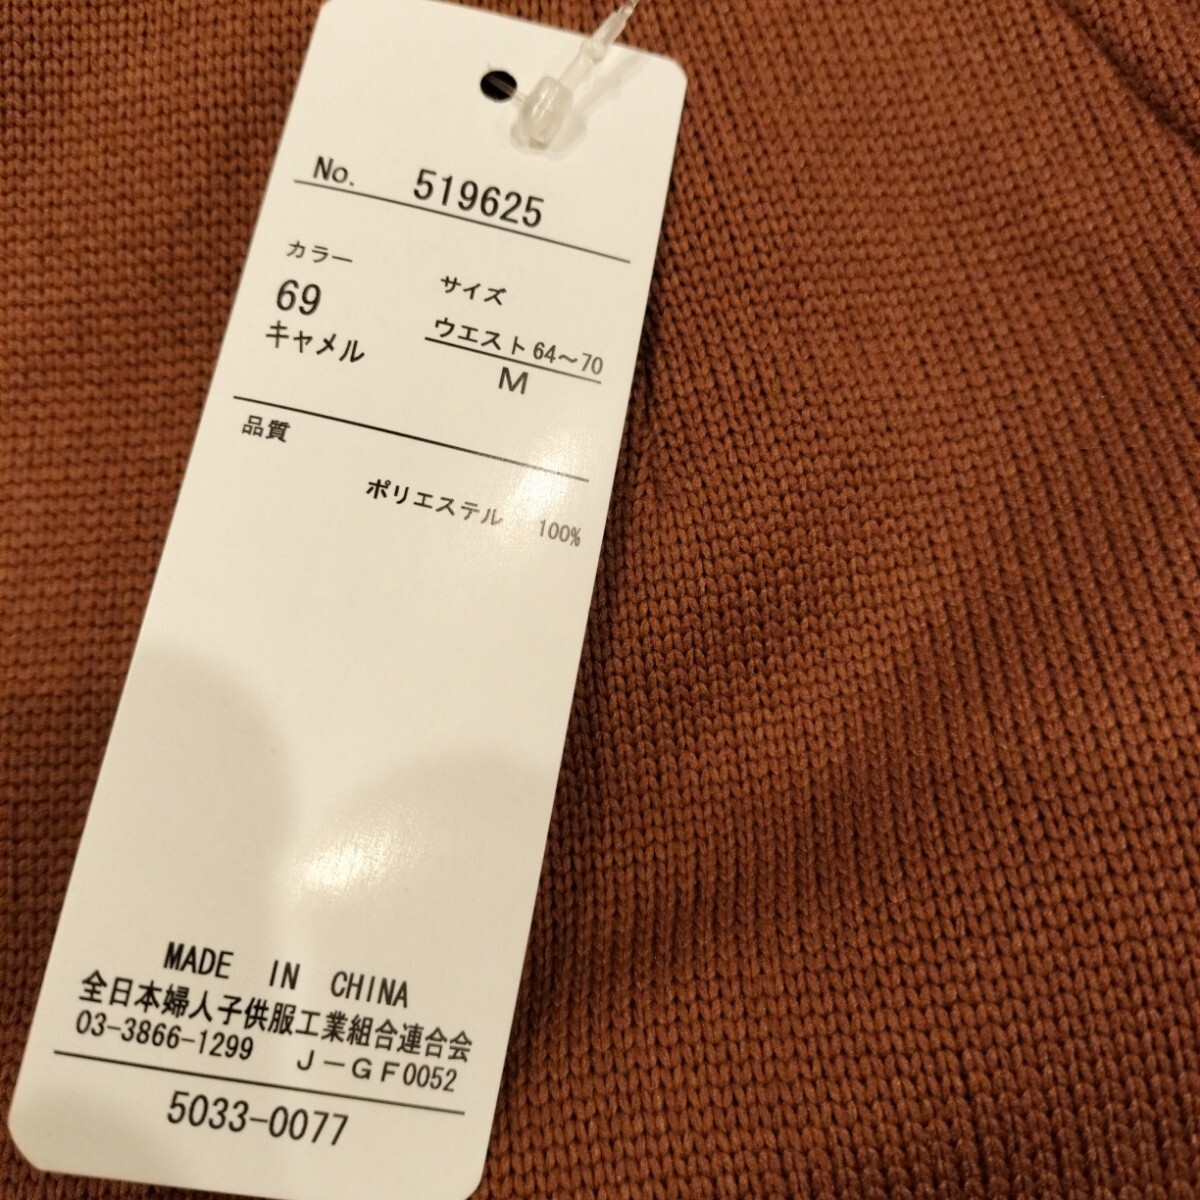 No. 519625
カラー
サイズ
69
キャメル
ウエスト64~70
M
品質
ポリエステル 100%
MADE IN CHINA
全日本婦人子供服工業組合連合会
03-3866-1299 J-GF0052
5033-0077